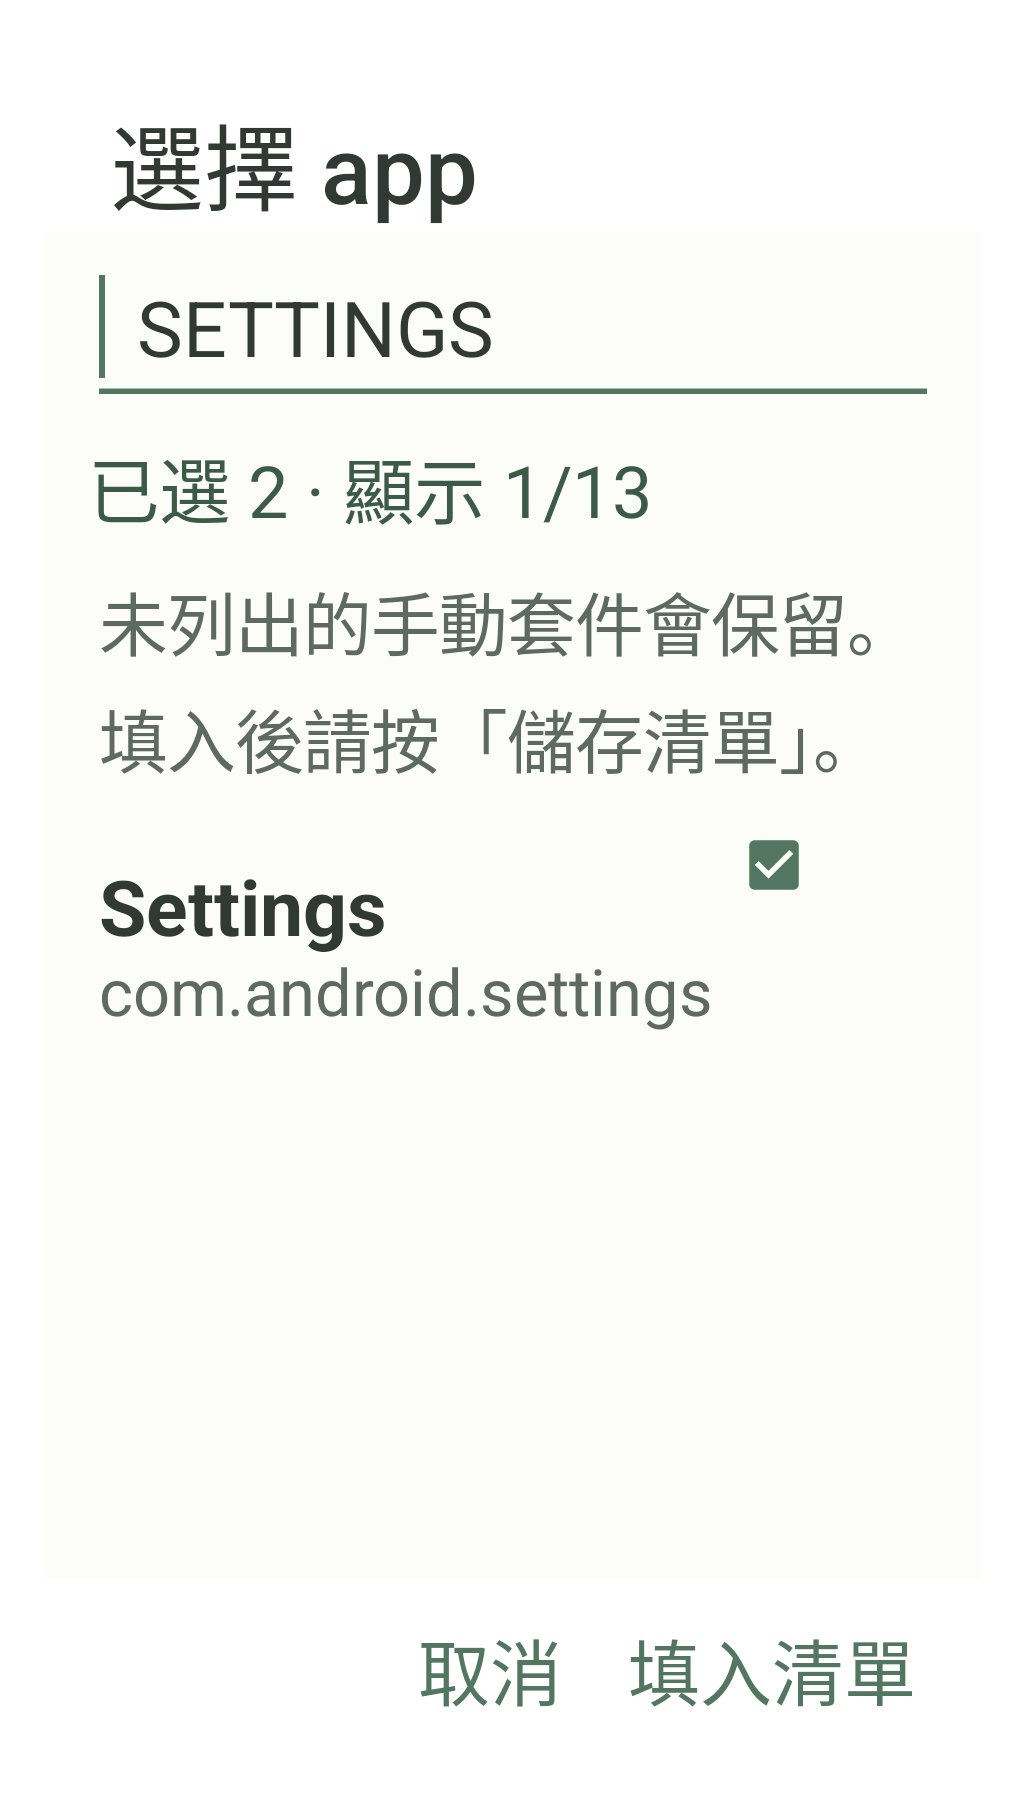 選擇 app
SETTINGS
已選 2 · 顯示 1/13
未列出的手動套件會保留。
填入後請按「儲存清單」。
Settings
com.android.settings
取消 填入清單